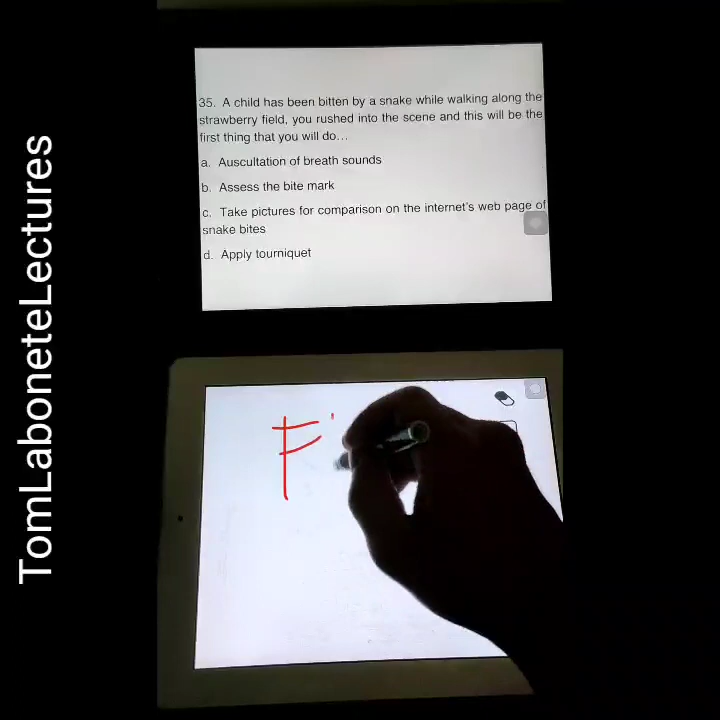 TomLaboneteLectures
35. A child has been bitten by a snake while walking along the
strawberry field, you rushed into the scene and this will be the
first thing that you will do...
a. Auscultation of breath sounds
b. Assess the bite mark
c. Take pictures for comparison on the internet's web page of
snake bites
d. Apply tourniquet
F